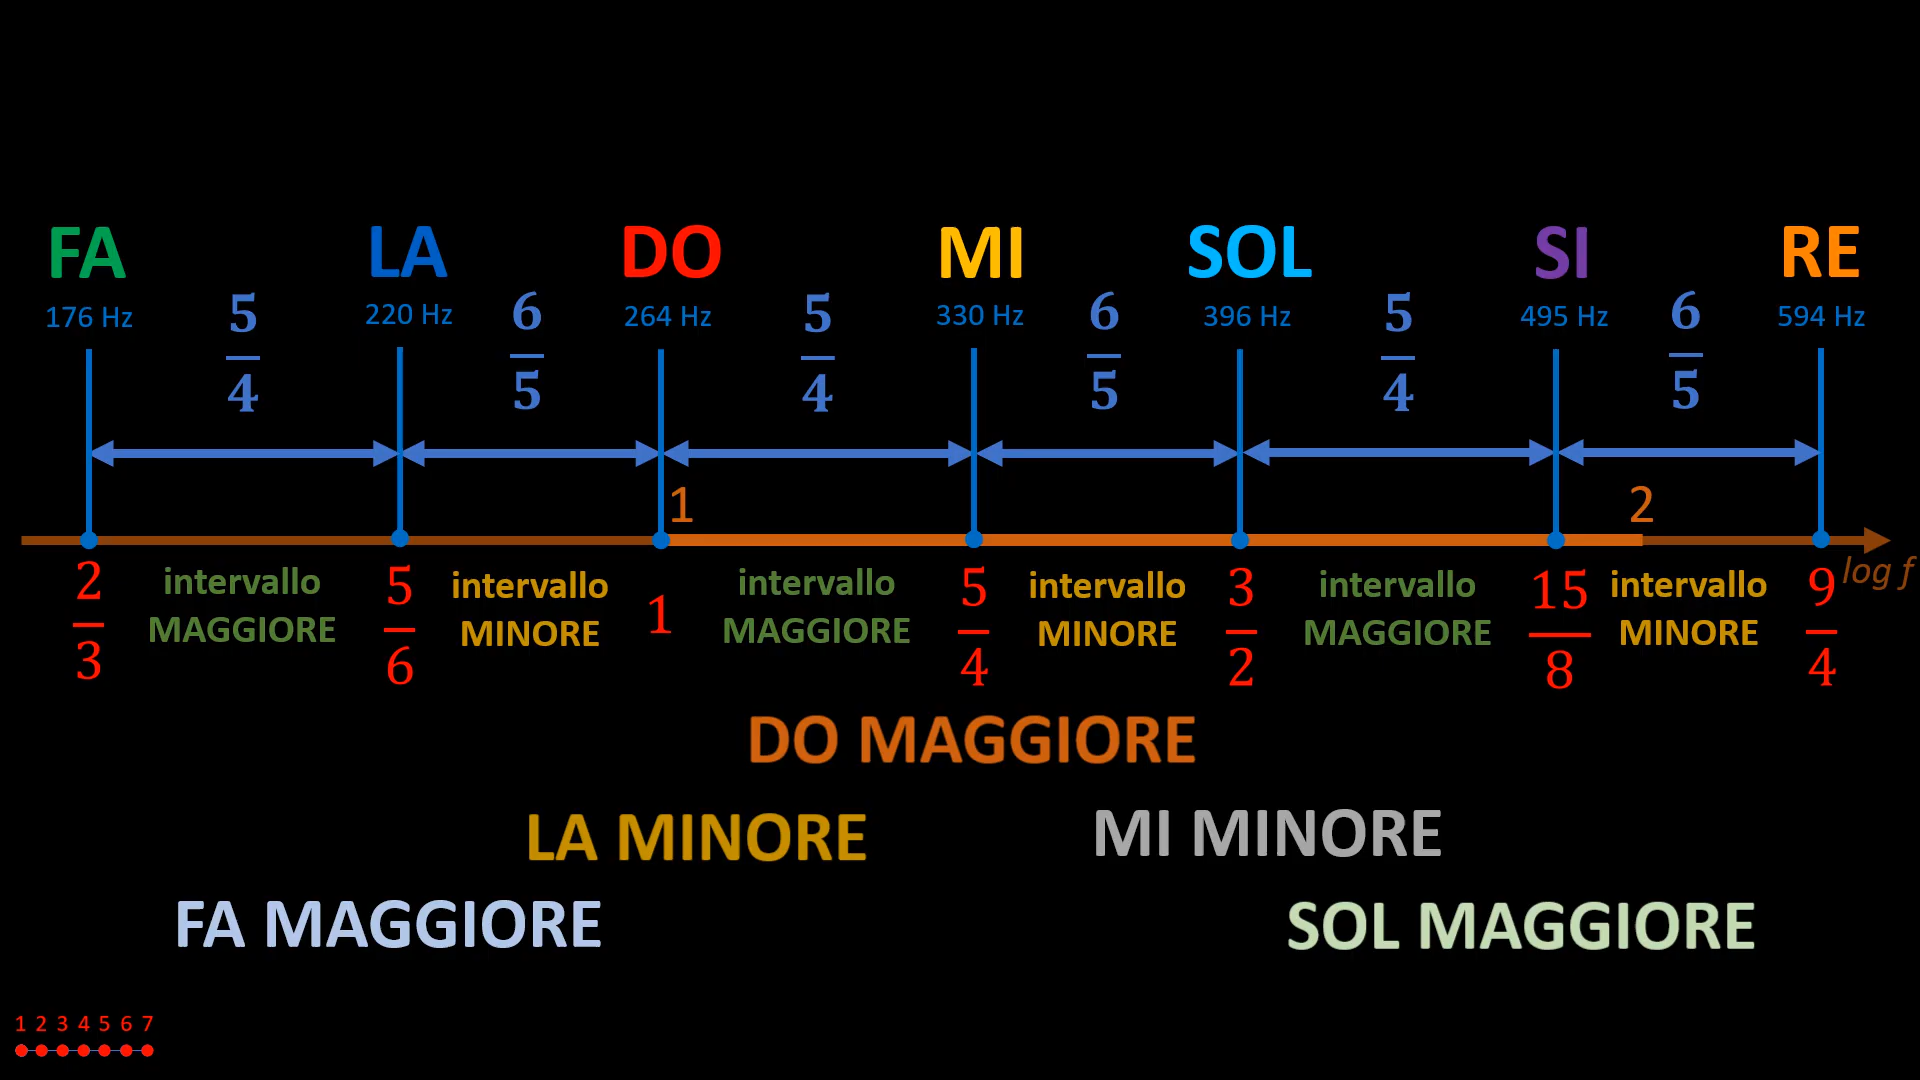 FA LA DO MI SOL SI RE
176 Hz 220 Hz 264 Hz 330 Hz 396 Hz 495 Hz 594 Hz
5/4 6/5 5/4 6/5 5/4 6/5
1 2
log f
2/3 5/6 1 5/4 3/2 15/8 9/4
intervallo intervallo intervallo intervallo intervallo intervallo
MAGGIORE MINORE MAGGIORE MINORE MAGGIORE MINORE
DO MAGGIORE
LA MINORE MI MINORE
FA MAGGIORE SOL MAGGIORE
1 2 3 4 5 6 7